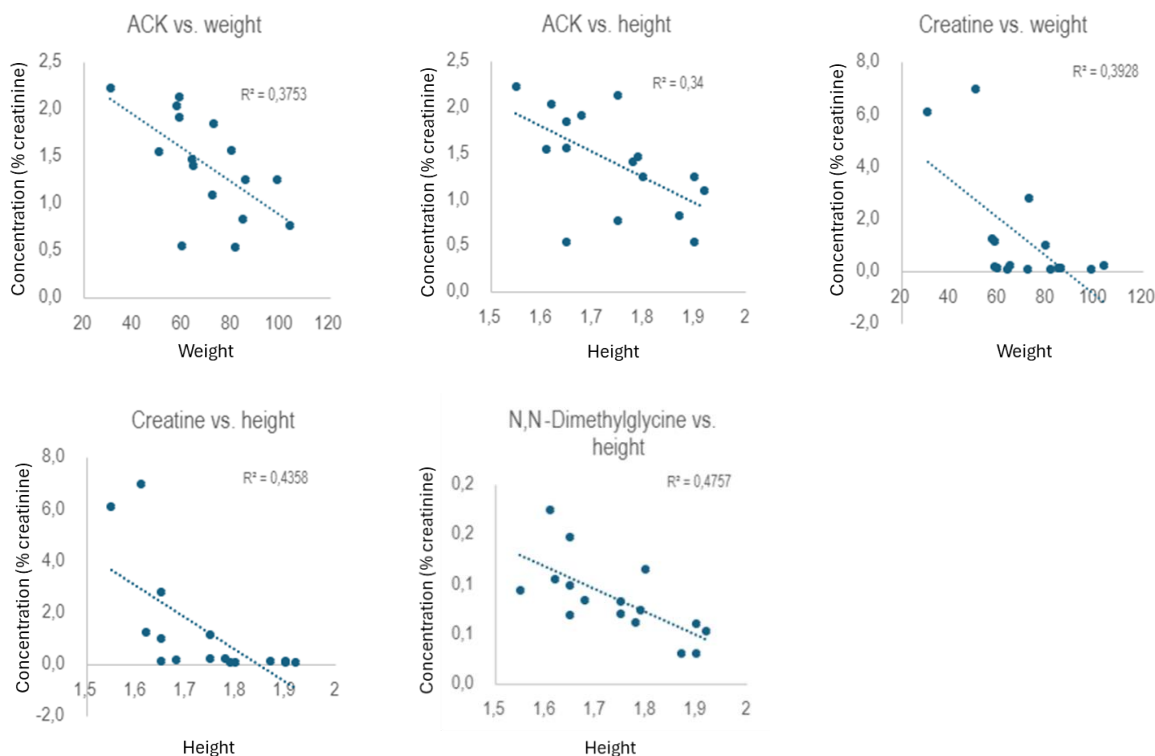 ACK vs. weight
2,5
2,0
1,5
1,0
0,5
0,0
R² = 0,3753
20 40 60 80 100 120
Weight
Concentration (% creatinine)
ACK vs. height
2,5
2,0
1,5
1,0
0,5
0,0
R² = 0,34
1,5 1,6 1,7 1,8 1,9 2
Height
Concentration (% creatinine)
Creatine vs. weight
8,0
6,0
4,0
2,0
0,0
-2,0
R² = 0,3928
20 40 60 80 100 120
Weight
Concentration (% creatinine)
Creatine vs. height
8,0
6,0
4,0
2,0
0,0
-2,0
R² = 0,4358
1,5 1,6 1,7 1,8 1,9 2
Height
Concentration (% creatinine)
N,N-Dimethylglycine vs.
height
0,2
0,2
0,1
0,1
0,0
R² = 0,4757
1,5 1,6 1,7 1,8 1,9 2
Height
Concentration (% creatinine)